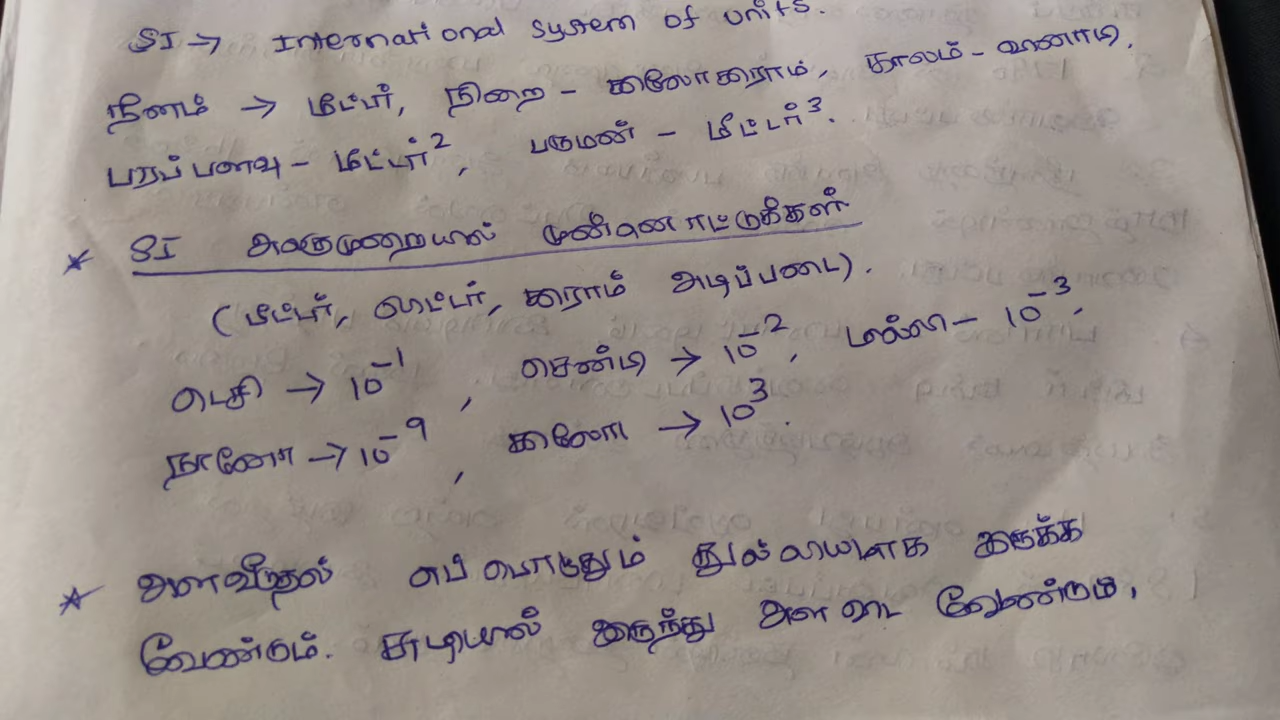 SI → International System of Units.
நீளம் → மீட்டர், நிறை – கிலோகிராம், காலம் – வினாடி.
பரப்பளவு – மீட்டர்², பருமன் – மீட்டர்³.
* SI அலகுமுறையில் முன்னொட்டுகள்
(மீட்டர், லிட்டர், கிராம் அடிப்படை).
டெசி → 10⁻¹, சென்டி → 10⁻², மில்லி – 10⁻³,
நானோ → 10⁻⁹, கிலோ → 10³.
* அளவீடுதல் எப்பொழுதும் துல்லியமாக இருக்க
வேண்டும். சுழியில் இருந்து அளவிட வேண்டும்.